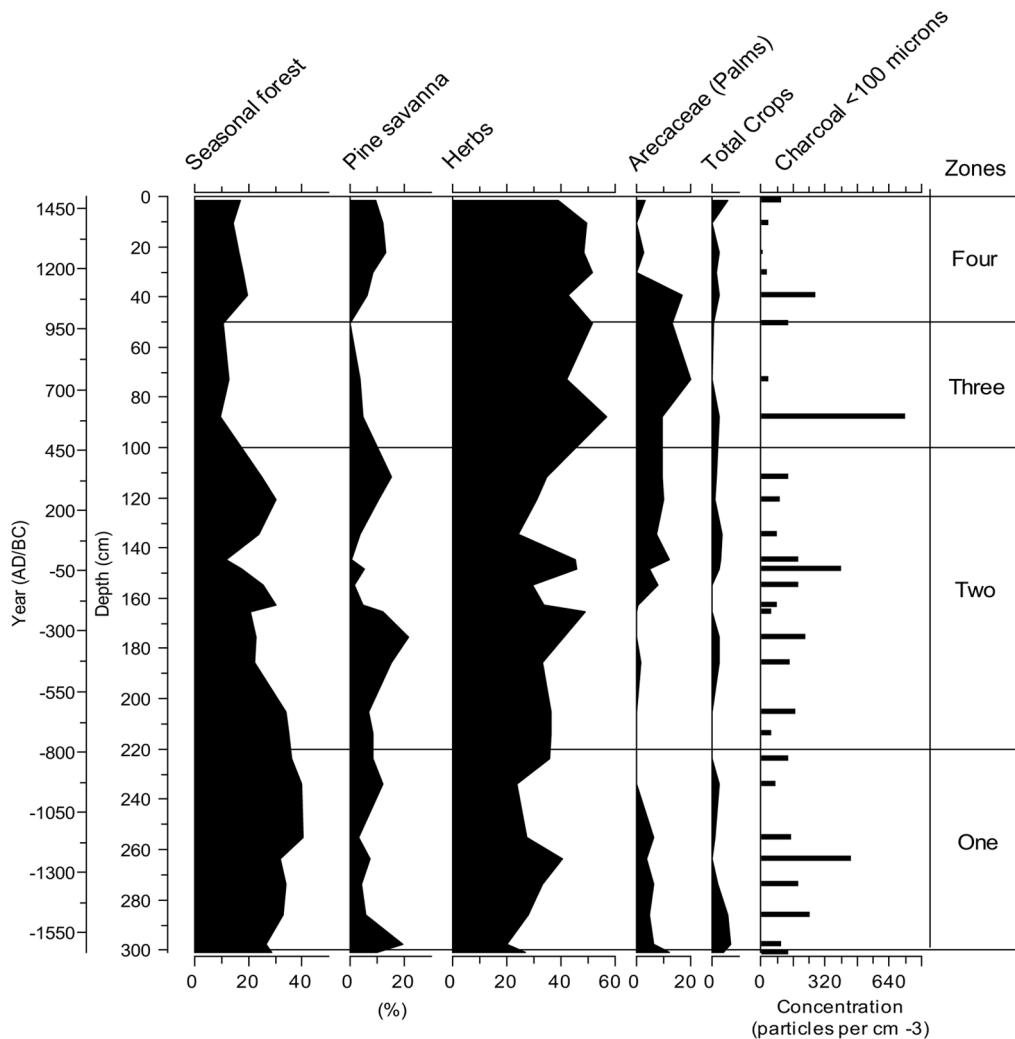 Seasonal forest
Pine savanna
Herbs
Arecaceae (Palms)
Total Crops
Charcoal <100 microns
Zones
Year (AD/BC)
1450
1200
950
700
450
200
-50
-300
-550
-800
-1050
-1300
-1550
Depth (cm)
0
20
40
60
80
100
120
140
160
180
200
220
240
260
280
300
Four
Three
Two
One
0 20 40 0 20 0 20 40 60 0 20 0 0 320 640
(%)
Concentration
(particles per cm -3)